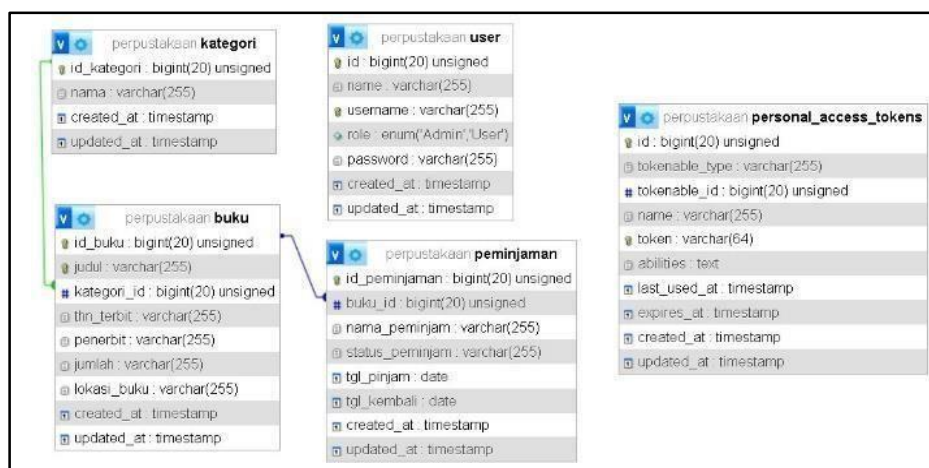 perpustakaan kategori
id_kategori : bigint(20) unsigned
nama : varchar(255)
created_at : timestamp
updated_at : timestamp
perpustakaan user
id : bigint(20) unsigned
name : varchar(255)
username : varchar(255)
role : enum('Admin','User')
password : varchar(255)
created_at : timestamp
updated_at : timestamp
perpustakaan buku
id_buku : bigint(20) unsigned
judul : varchar(255)
# kategori_id : bigint(20) unsigned
thn_terbit : varchar(255)
penerbit : varchar(255)
jumlah : varchar(255)
lokasi_buku : varchar(255)
created_at : timestamp
updated_at : timestamp
perpustakaan peminjaman
id_peminjaman : bigint(20) unsigned
# buku_id : bigint(20) unsigned
nama_peminjam : varchar(255)
status_peminjam : varchar(255)
tgl_pinjam : date
tgl_kembali : date
created_at : timestamp
updated_at : timestamp
perpustakaan personal_access_tokens
id : bigint(20) unsigned
tokenable_type : varchar(255)
# tokenable_id : bigint(20) unsigned
name : varchar(255)
token : varchar(64)
abilities : text
last_used_at : timestamp
expires_at : timestamp
created_at : timestamp
updated_at : timestamp